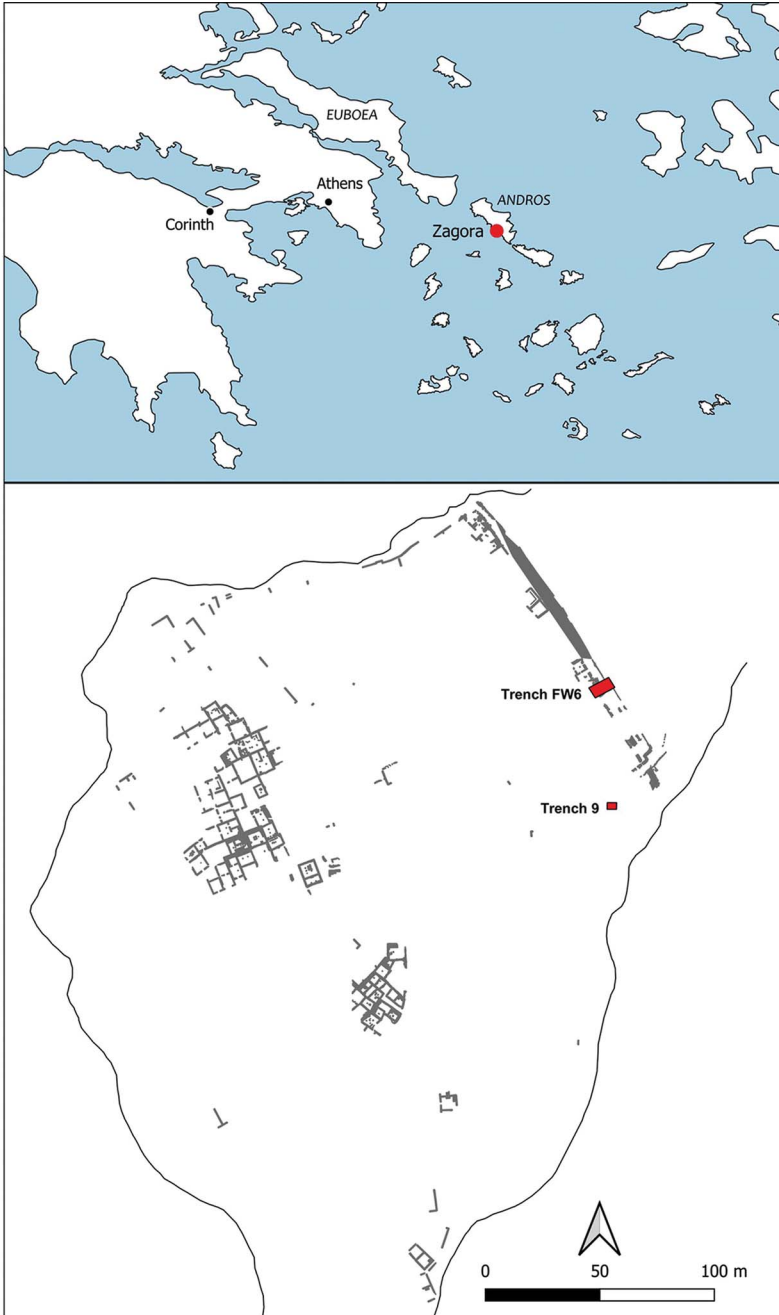 EUBOEA
Athens
ANDROS
Corinth
Zagora
Trench FW6
Trench 9
0 50 100 m